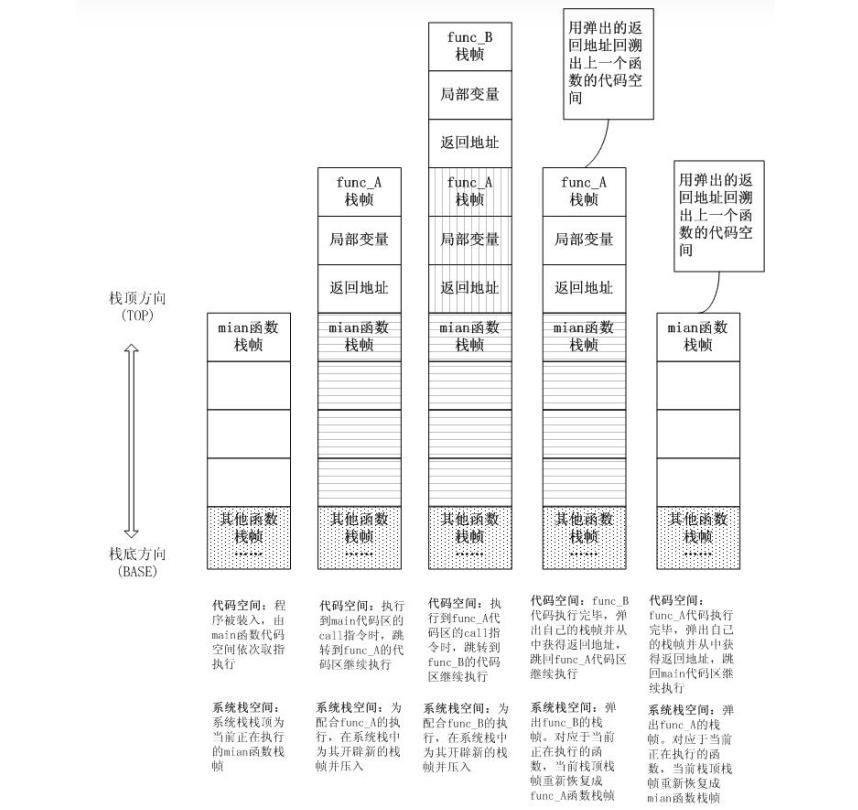 func_B
栈帧
局部变量
返回地址
用弹出的返
回地址回溯
出上一个函
数的代码空
间
func_A
栈帧
局部变量
返回地址
func_A
栈帧
局部变量
返回地址
func_A
栈帧
局部变量
返回地址
用弹出的返
回地址回溯
出上一个函
数的代码空
间
栈顶方向
(TOP)
栈底方向
(BASE)
mian函数
栈帧
其他函数
栈帧
……
mian函数
栈帧
其他函数
栈帧
……
mian函数
栈帧
其他函数
栈帧
……
mian函数
栈帧
其他函数
栈帧
……
mian函数
栈帧
其他函数
栈帧
……
代码空间：程
序被装入，由
main函数代码
空间依次取指
执行
系统栈空间：
系统栈栈顶为
当前正在执行
的mian函数栈
帧
代码空间：执行
到main代码区的
call指令时，跳
转到func_A的代
码区继续执行
系统栈空间：为
配合func_A的执
行，在系统栈中
为其开辟新的栈
帧并压入
代码空间：执
行到func_A代
码区的call指
令时，跳转到
func_B的代码
区继续执行
系统栈空间：为
配合func_B的执
行，在系统栈中
为其开辟新的栈
帧并压入
代码空间：func_B
代码执行完毕，弹
出自己的栈帧并从
中获得返回地址，
跳回func_A代码区
继续执行
系统栈空间：弹
出func_B的栈
帧。对应于当前
正在执行的函
数，当前栈顶栈
帧重新恢复成
func_A函数栈帧
代码空间：
func_A代码执行
完毕，弹出自己
的栈帧并从中获
得返回地址，跳
回main代码区继
续执行
系统栈空间：弹
出func_A的栈
帧。对应于当前
正在执行的函
数，当前栈顶栈
帧重新恢复成
mian函数栈帧